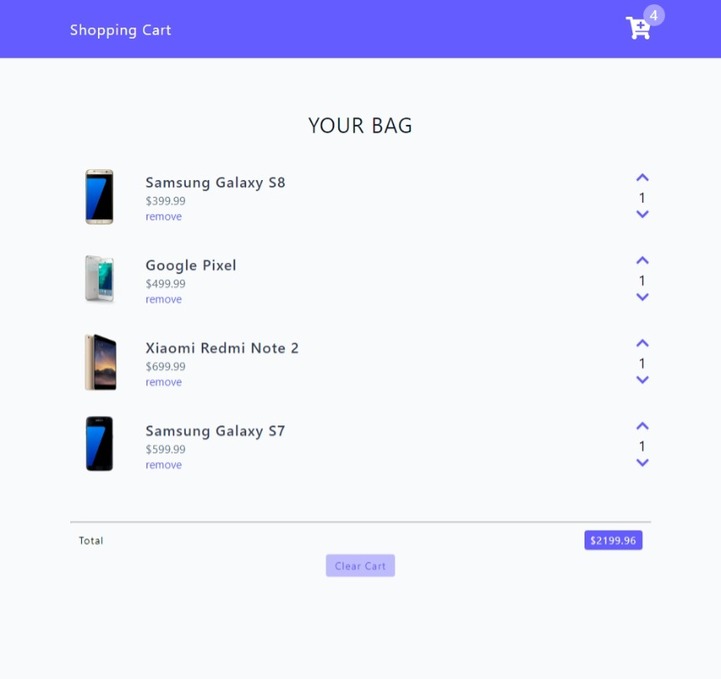 Shopping Cart
4
YOUR BAG
Samsung Galaxy S8
$399.99
remove
1
Google Pixel
$499.99
remove
1
Xiaomi Redmi Note 2
$699.99
remove
1
Samsung Galaxy S7
$599.99
remove
1
Total
$2199.96
Clear Cart